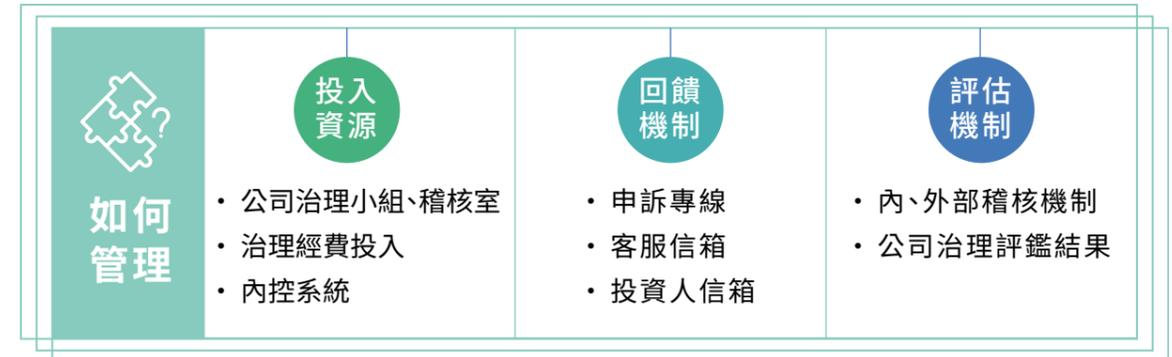 如何
管理
投入
資源
• 公司治理小組、稽核室
• 治理經費投入
• 內控系統
回饋
機制
• 申訴專線
• 客服信箱
• 投資人信箱
評估
機制
• 內、外部稽核機制
• 公司治理評鑑結果